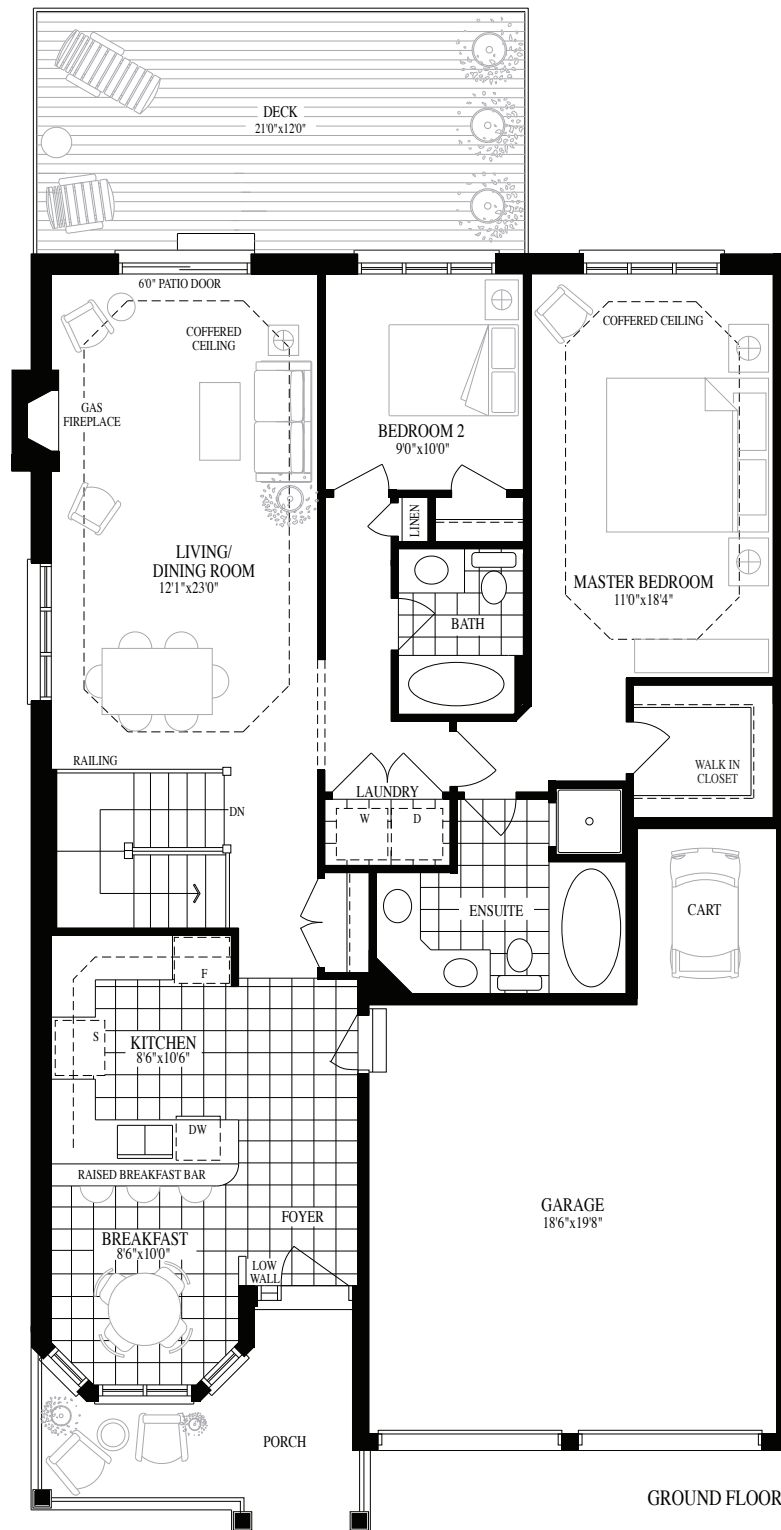 DECK
21'0"x12'0"
6'0" PATIO DOOR
COFFERED
CEILING
COFFERED CEILING
GAS
FIREPLACE
BEDROOM 2
9'0"x10'0"
LINEN
LIVING/
DINING ROOM
12'1"x23'0"
MASTER BEDROOM
11'0"x18'4"
BATH
RAILING
WALK IN
CLOSET
LAUNDRY
W
D
DN
ENSUITE
CART
F
S
KITCHEN
8'6"x10'6"
DW
RAISED BREAKFAST BAR
GARAGE
18'6"x19'8"
FOYER
BREAKFAST
8'6"x10'0"
LOW
WALL
PORCH
GROUND FLOOR